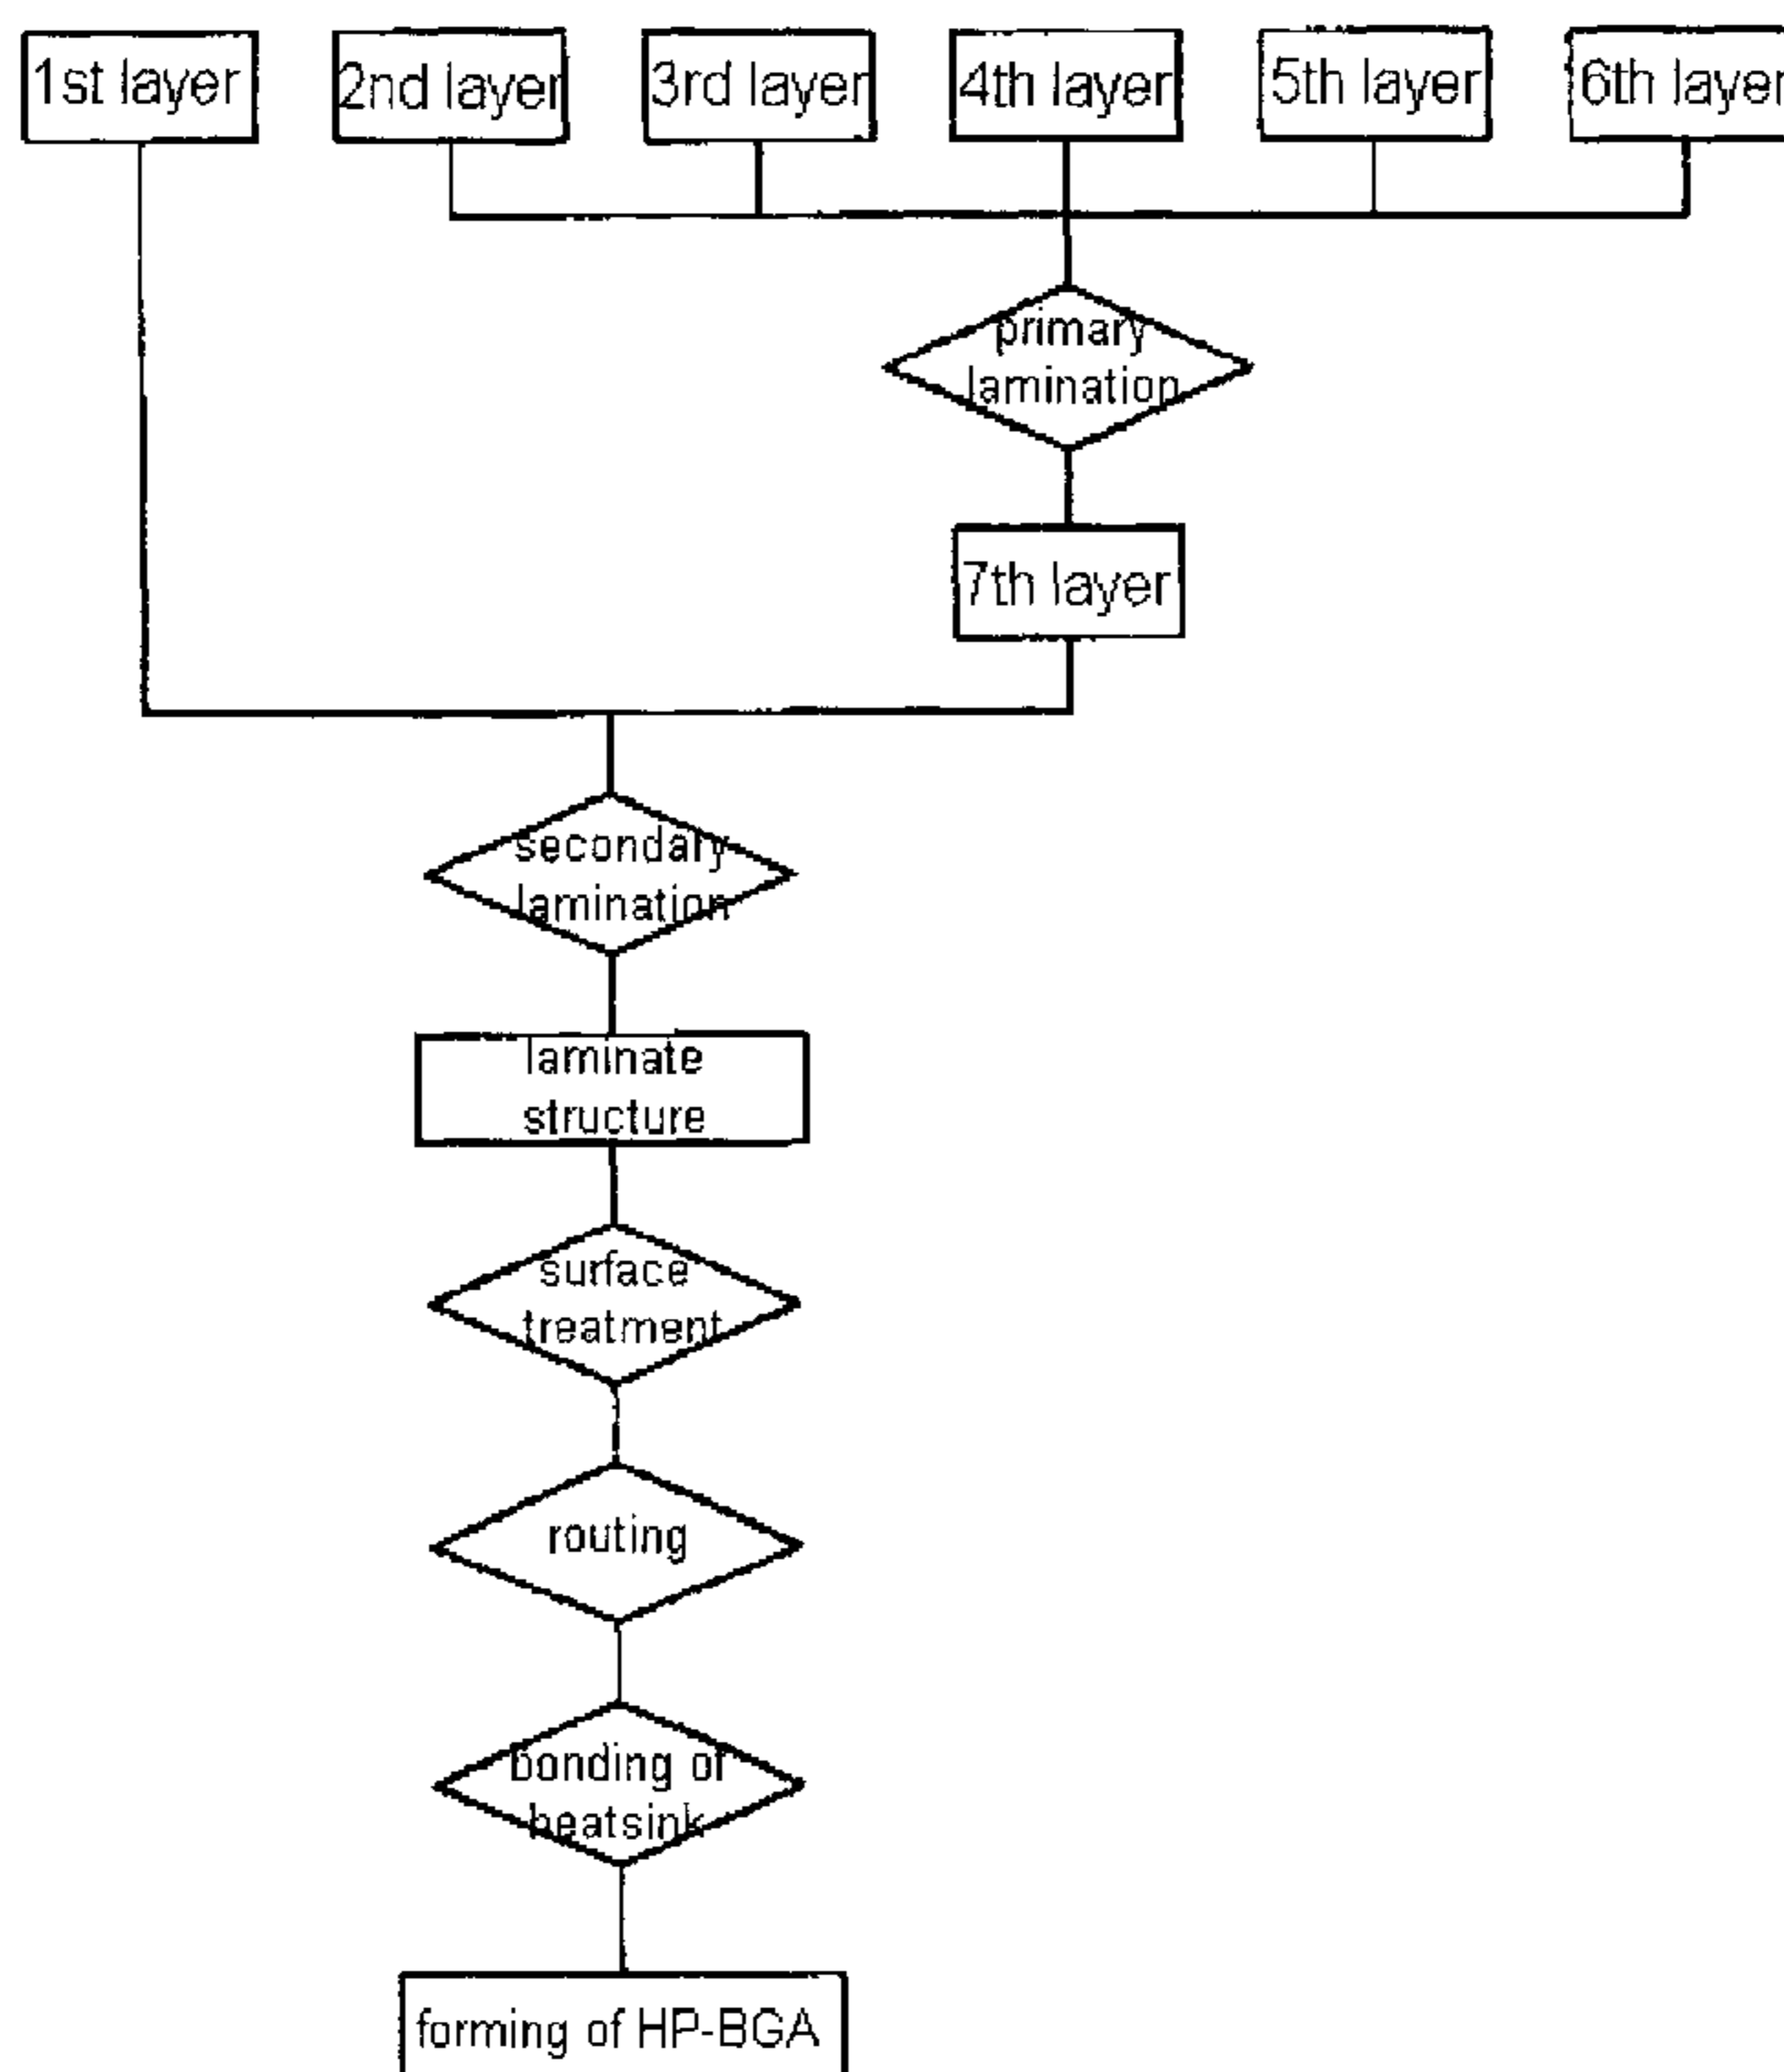 1st layer
2nd layer
3rd layer
4th layer
5th layer
6th layer
primary
lamination
7th layer
secondary
lamination
laminate
structure
surface
treatment
routing
bonding of
heatsink
forming of HP-BGA